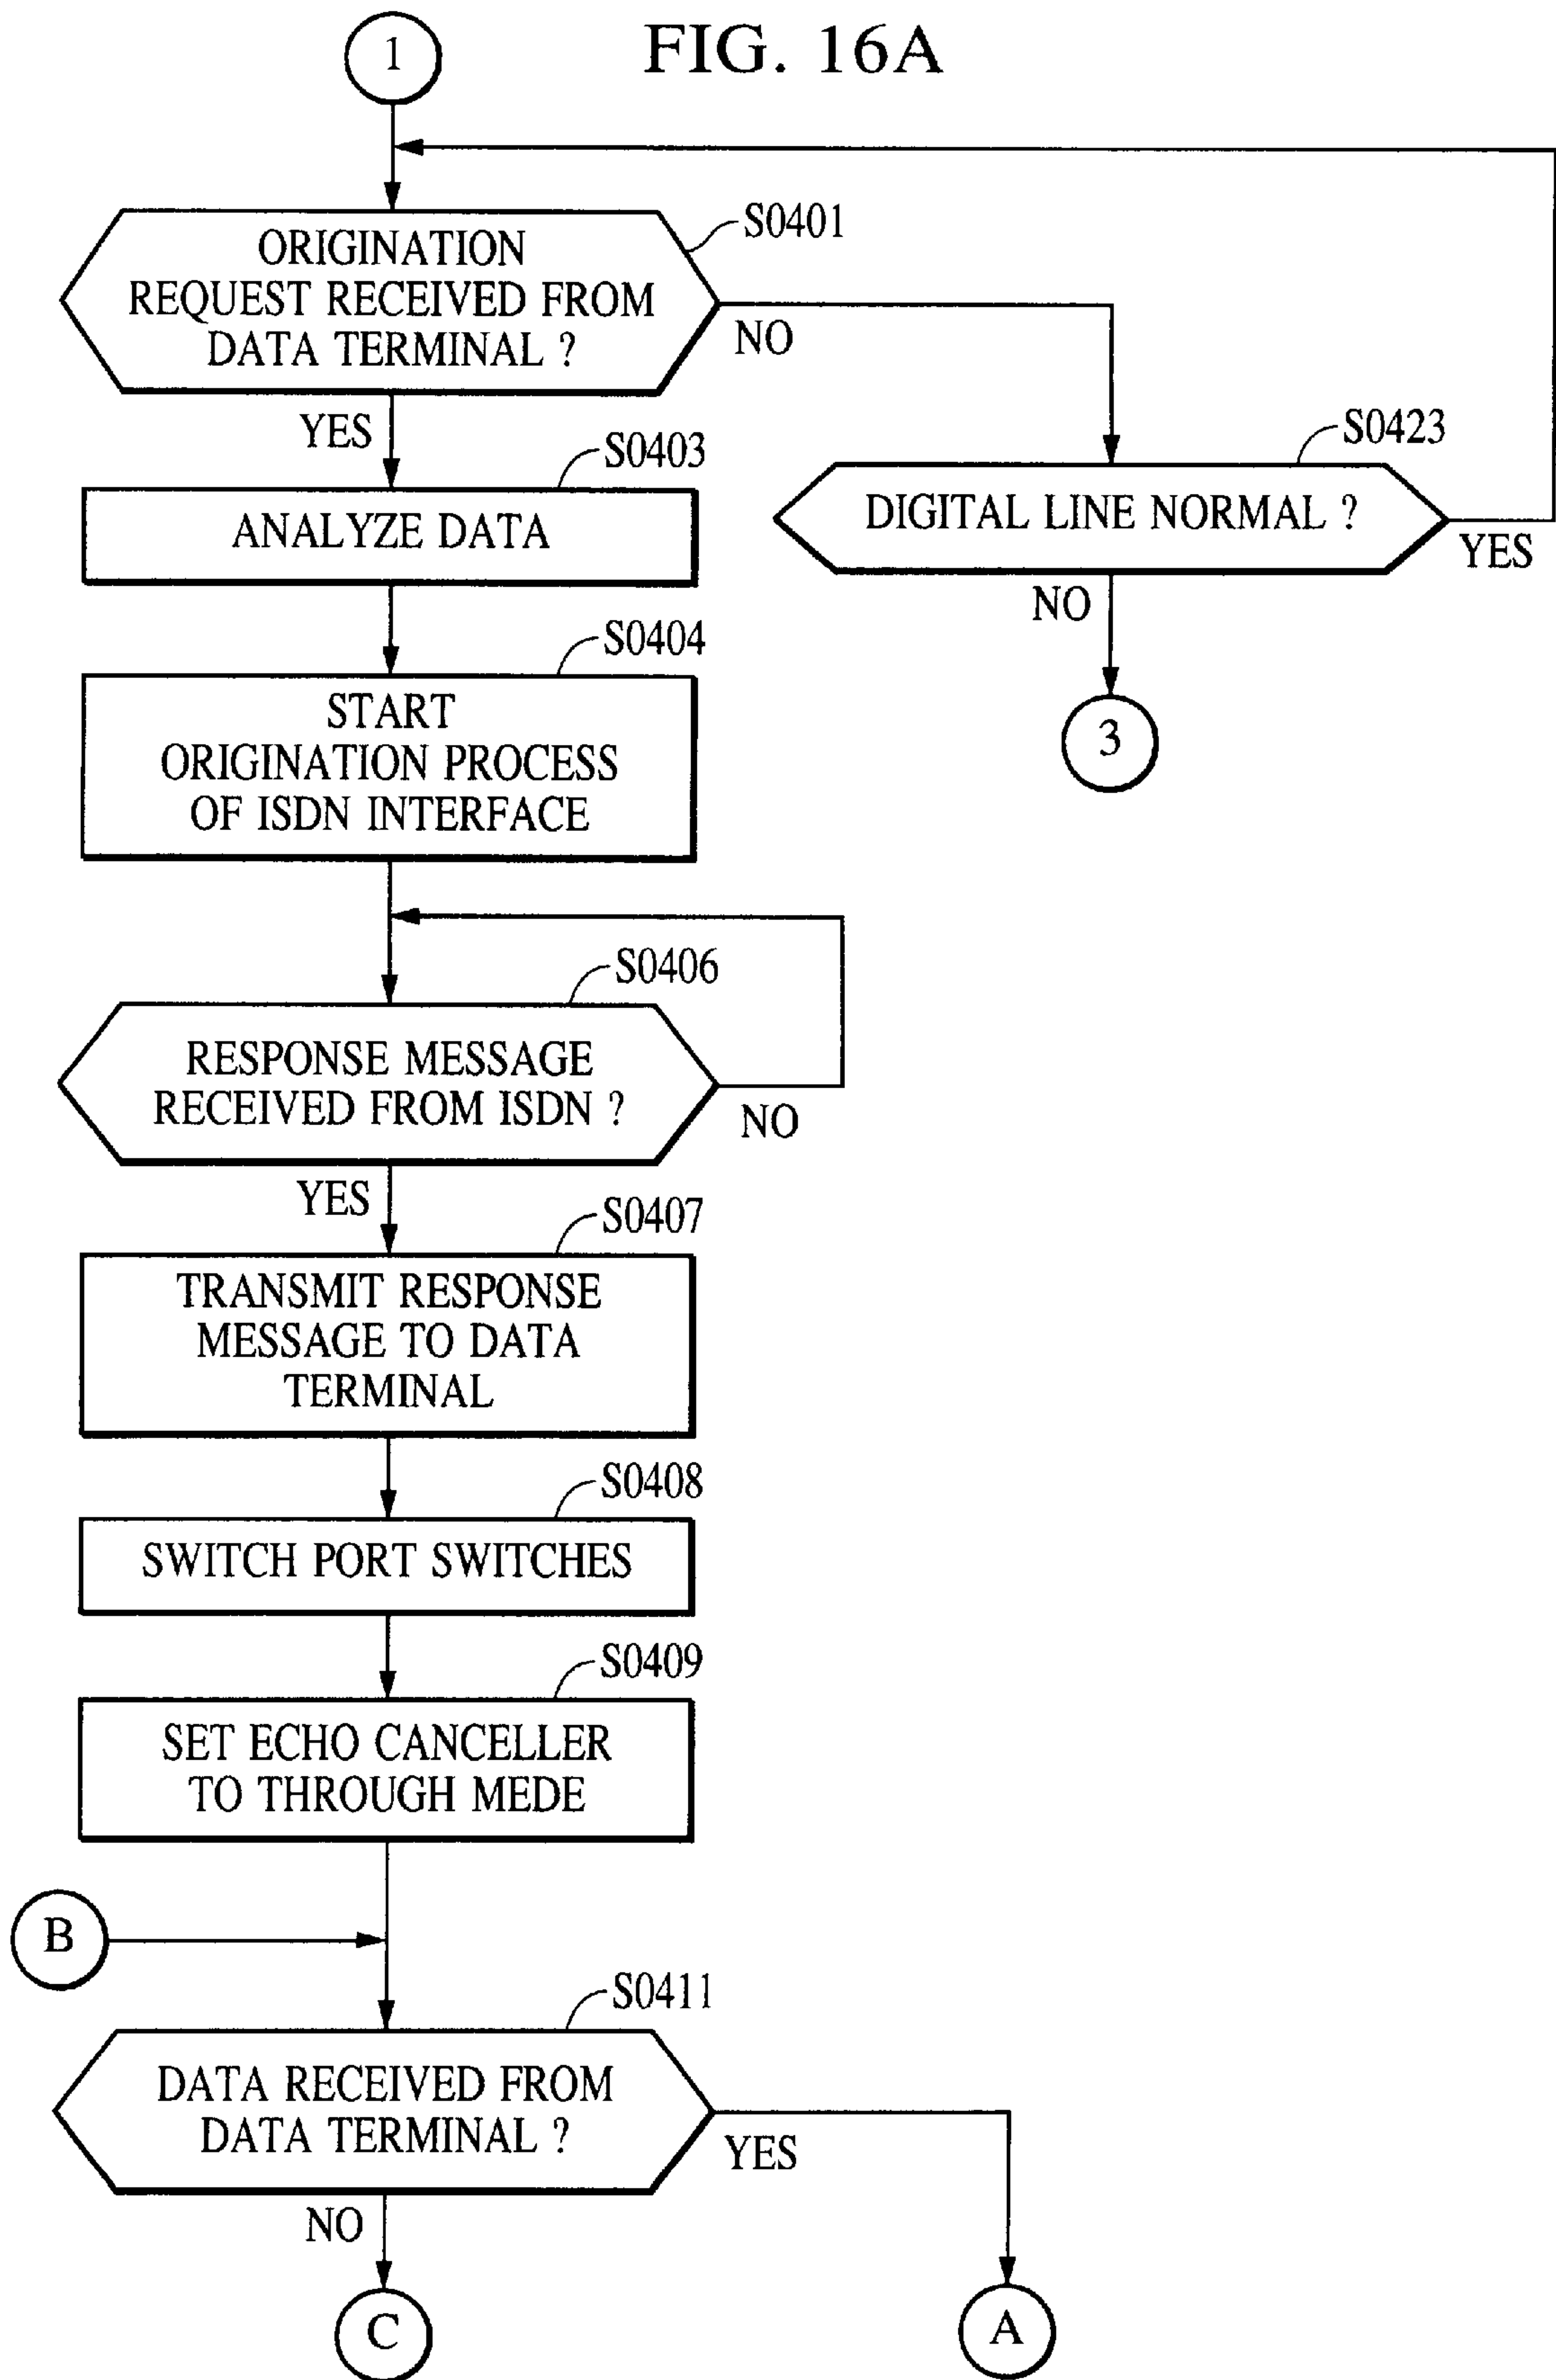 FIG. 16A
1
S0401
ORIGINATION
REQUEST RECEIVED FROM
DATA TERMINAL ?
NO
YES
S0423
DIGITAL LINE NORMAL ?
YES
NO
3
S0403
ANALYZE DATA
S0404
START
ORIGINATION PROCESS
OF ISDN INTERFACE
S0406
RESPONSE MESSAGE
RECEIVED FROM ISDN ?
NO
YES
S0407
TRANSMIT RESPONSE
MESSAGE TO DATA
TERMINAL
S0408
SWITCH PORT SWITCHES
S0409
SET ECHO CANCELLER
TO THROUGH MEDE
B
S0411
DATA RECEIVED FROM
DATA TERMINAL ?
YES
NO
C
A